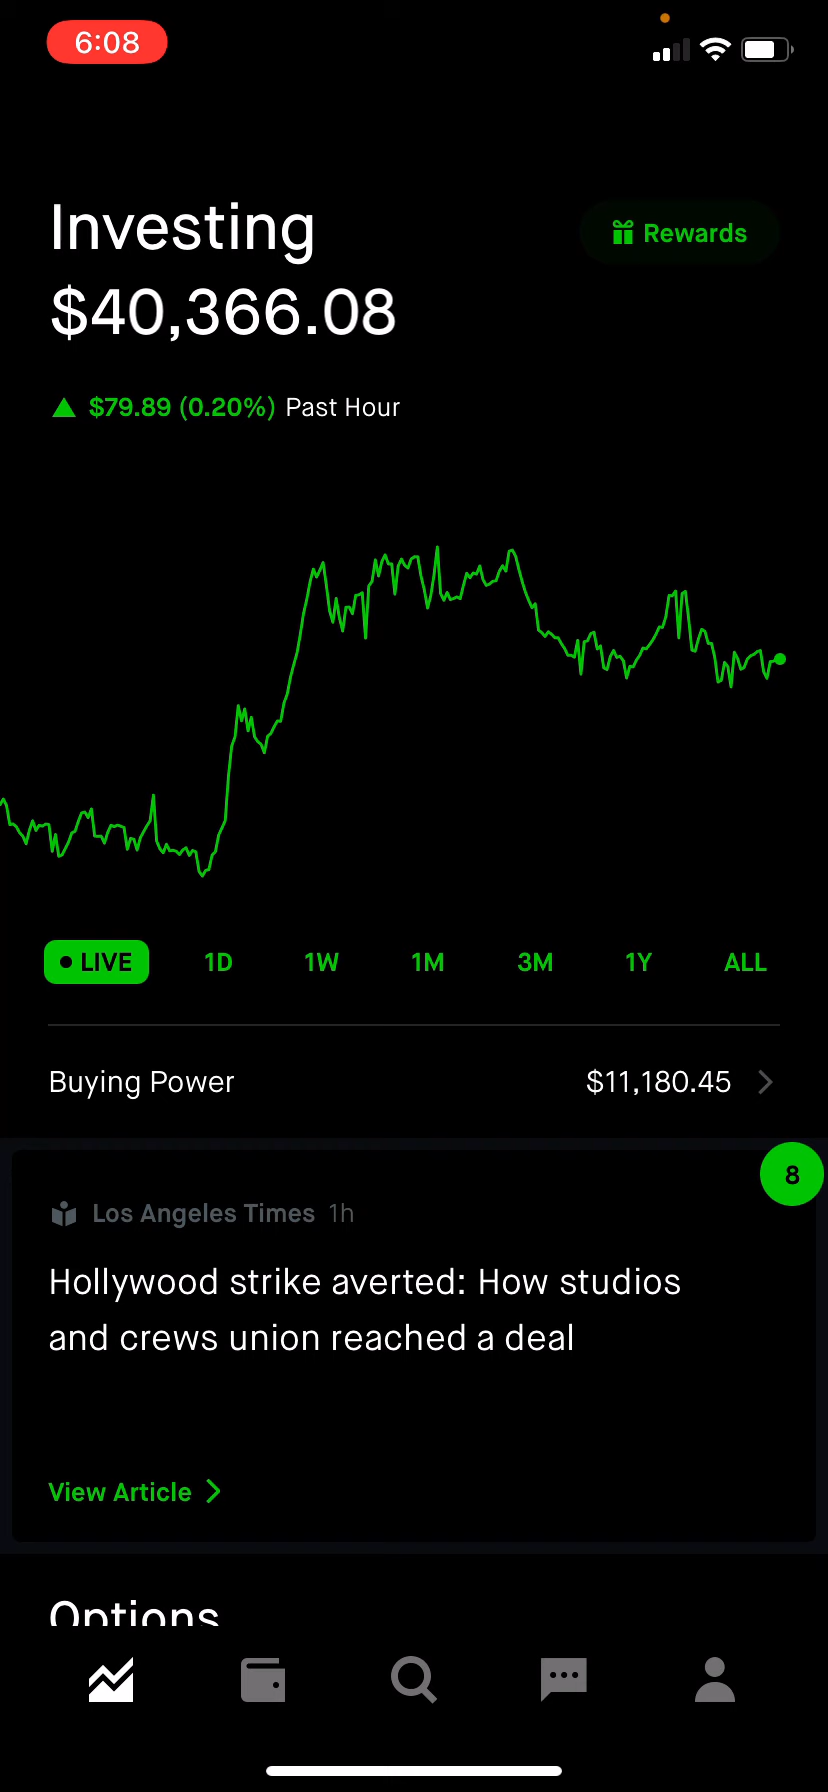 6:08
Investing
Rewards
$40,366.08
$79.89 (0.20%) Past Hour
LIVE 1D 1W 1M 3M 1Y ALL
Buying Power $11,180.45
8
Los Angeles Times 1h
Hollywood strike averted: How studios
and crews union reached a deal
View Article
Options